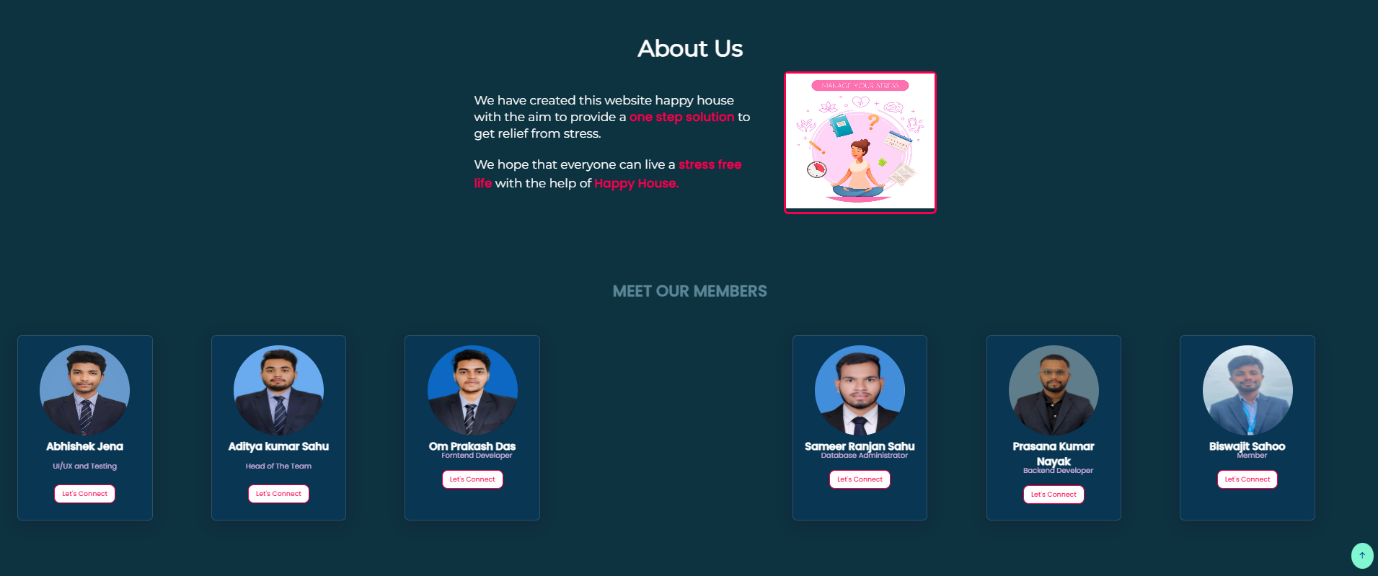 About Us
MANAGE YOUR STRESS
We have created this website happy house
with the aim to provide a one step solution to
get relief from stress.
We hope that everyone can live a stress free
life with the help of Happy House.
MEET OUR MEMBERS
Abhishek Jena
UI/UX and Testing
Let's Connect
Aditya kumar Sahu
Head of The Team
Let's Connect
Om Prakash Das
Forntend Developer
Let's Connect
Sameer Ranjan Sahu
Database Administrator
Let's Connect
Prasana Kumar
Nayak
Backend Developer
Let's Connect
Biswajit Sahoo
Member
Let's Connect